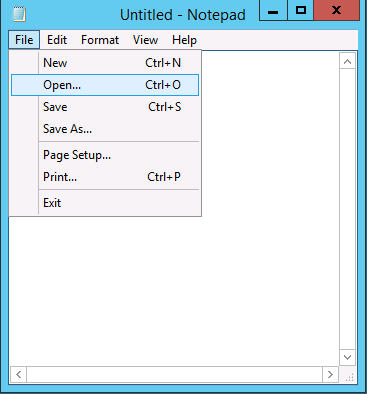 Untitled - Notepad
File Edit Format View Help
New Ctrl+N
Open... Ctrl+O
Save Ctrl+S
Save As...
Page Setup...
Print... Ctrl+P
Exit